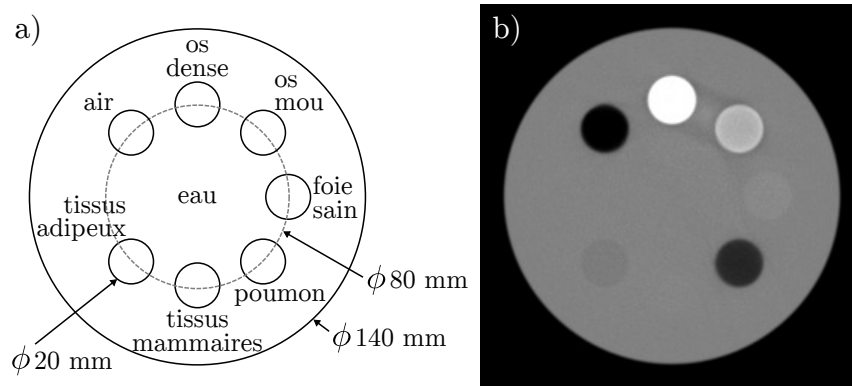 a)
os
dense
os
mou
air
foie
sain
eau
tissus
adipeux
poumon
tissus
mammaires
ϕ 80 mm
ϕ 140 mm
ϕ 20 mm
b)